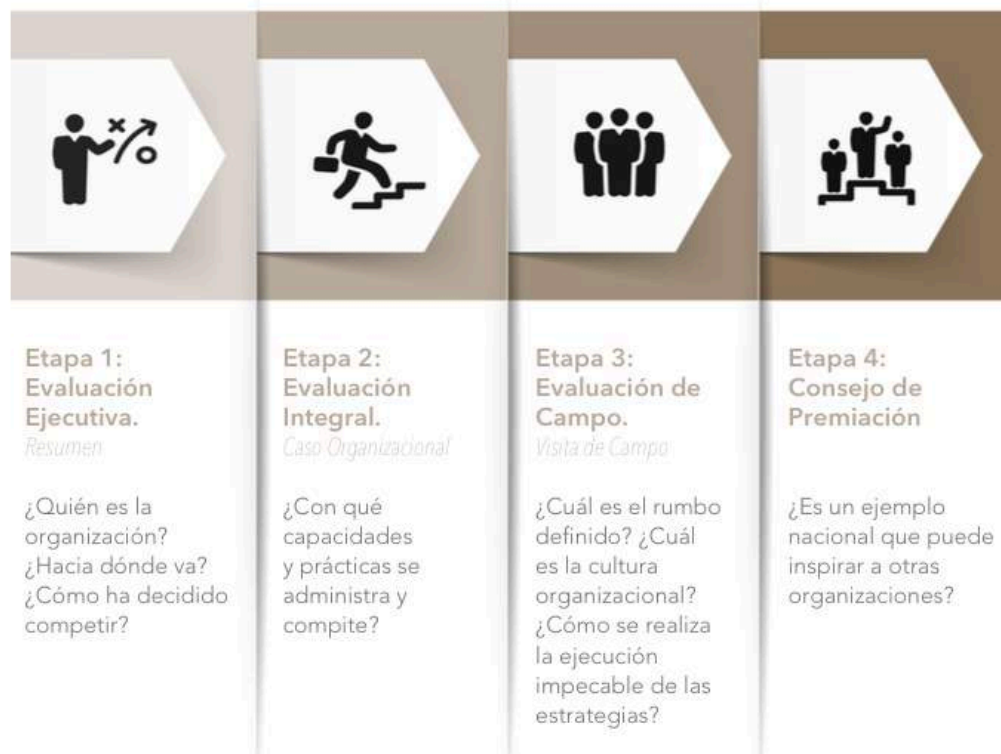 Etapa 1:
Evaluación
Ejecutiva.
Resumen
¿Quién es la
organización?
¿Hacia dónde va?
¿Cómo ha decidido
competir?
Etapa 2:
Evaluación
Integral.
Caso Organizacional
¿Con qué
capacidades
y prácticas se
administra y
compite?
Etapa 3:
Evaluación de
Campo.
Visita de Campo
¿Cuál es el rumbo
definido? ¿Cuál
es la cultura
organizacional?
¿Cómo se realiza
la ejecución
impecable de las
estrategias?
Etapa 4:
Consejo de
Premiación
¿Es un ejemplo
nacional que puede
inspirar a otras
organizaciones?